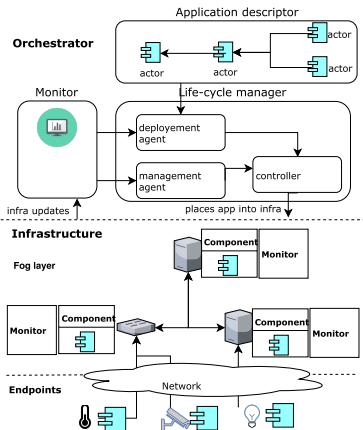 Application descriptor
Orchestrator
actor
actor
actor
actor
Monitor
Life-cycle manager
deployement
agent
management
agent
controller
infra updates
places app into infra
Infrastructure
Component
Monitor
Fog layer
Monitor
Component
Component
Monitor
Endpoints
Network